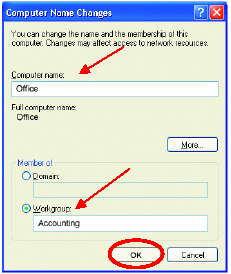 Computer Name Changes
You can change the name and the membership of this
computer. Changes may affect access to network resources.
Computer name:
Office
Full computer name:
Office
More...
Member of
Domain:
Workgroup:
Accounting
OK
Cancel